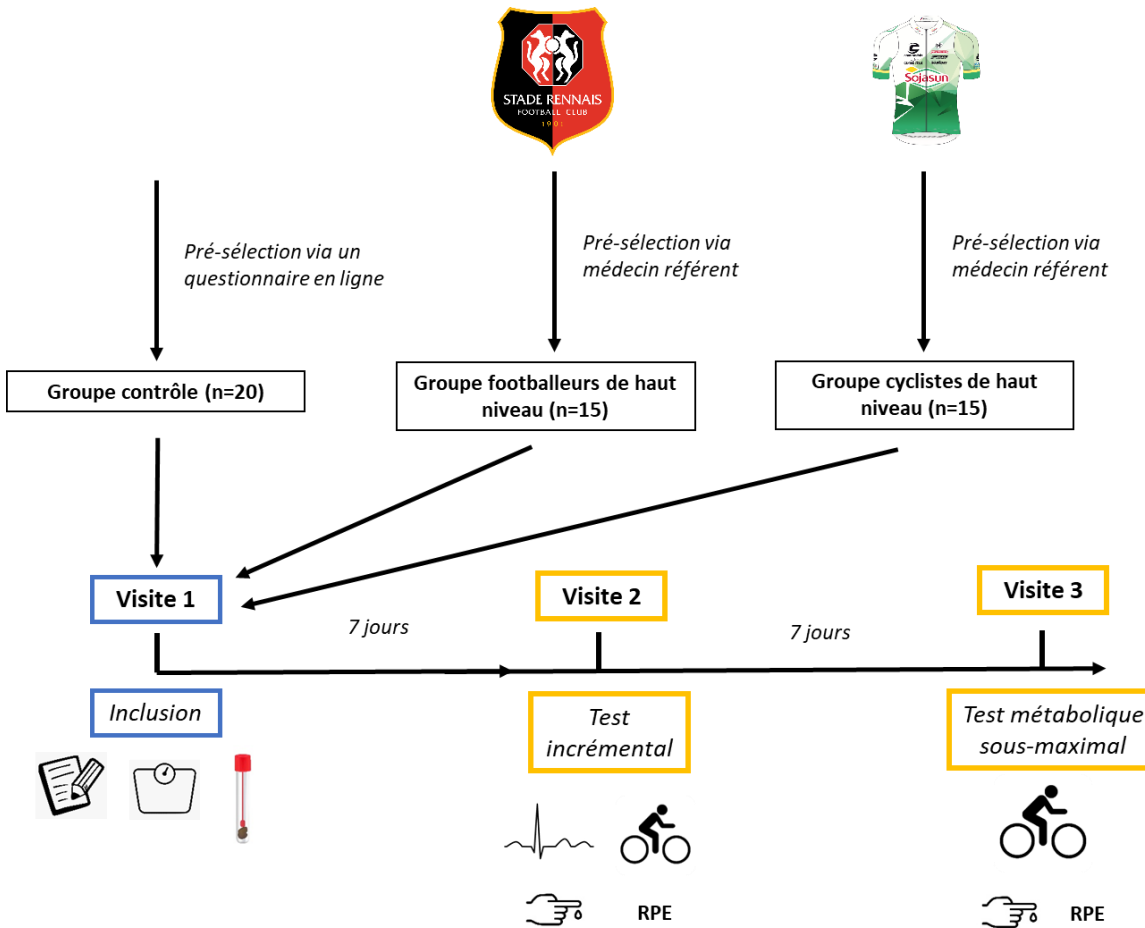 STADE RENNAIS
FOOTBALL CLUB
1901
Sojasun
Pré-sélection via un
questionnaire en ligne
Pré-sélection via
médecin référent
Pré-sélection via
médecin référent
Groupe contrôle (n=20)
Groupe footballeurs de haut
niveau (n=15)
Groupe cyclistes de haut
niveau (n=15)
Visite 1
7 jours
Visite 2
7 jours
Visite 3
Inclusion
Test
incrémental
Test métabolique
sous-maximal
RPE
RPE